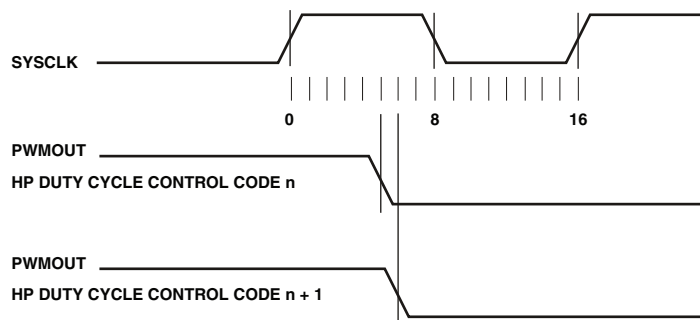 SYSCLK
0 8 16
PWMOUT
HP DUTY CYCLE CONTROL CODE n
PWMOUT
HP DUTY CYCLE CONTROL CODE n + 1